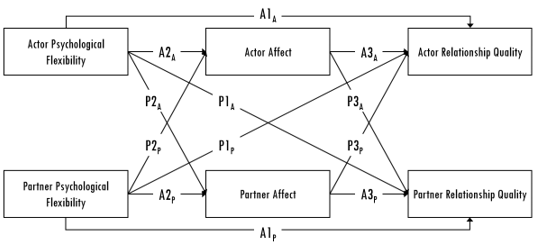 A1A
Actor Psychological
Flexibility
A2A
Actor Affect
A3A
Actor Relationship Quality
P2A
P1A
P3A
P2P
P1P
P3P
Partner Psychological
Flexibility
A2P
Partner Affect
A3P
Partner Relationship Quality
A1P